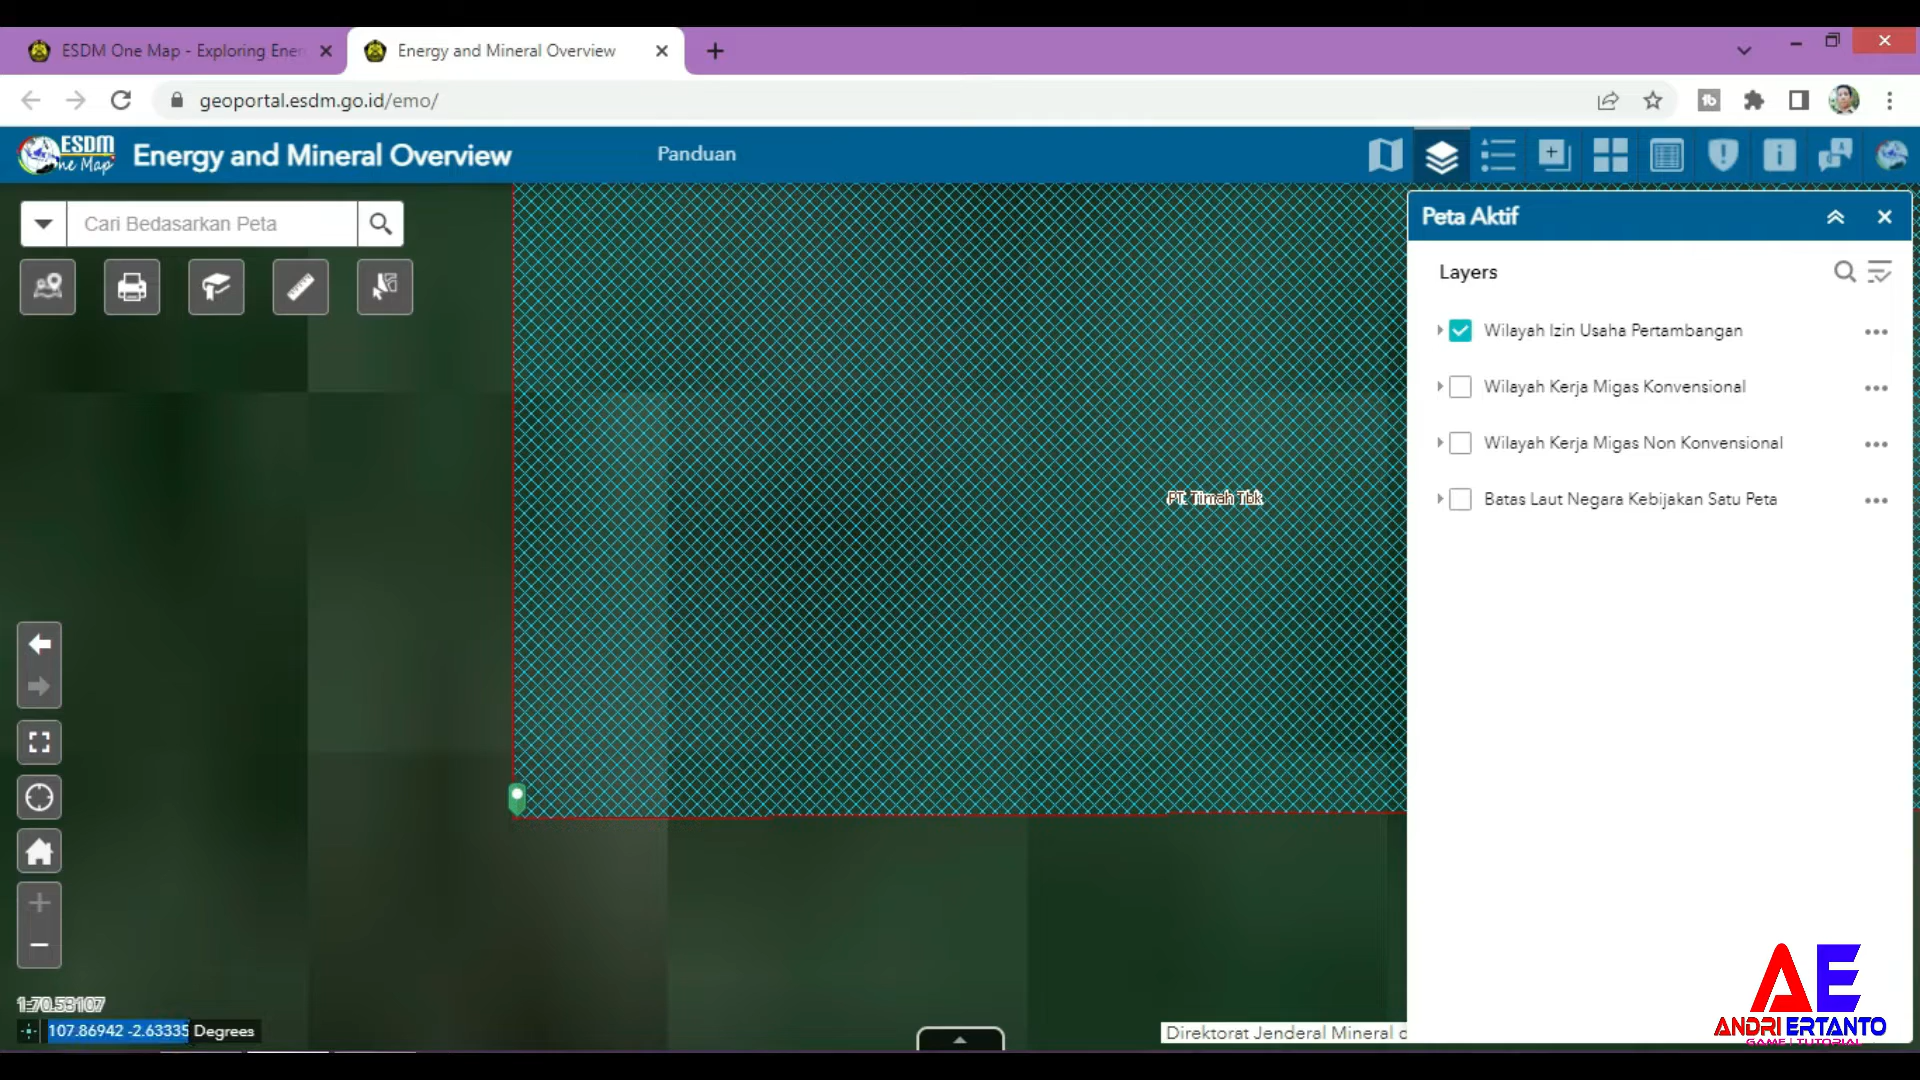 ESDM One Map - Exploring Ener
Energy and Mineral Overview
geoportal.esdm.go.id/emo/
ESDM
One Map
Energy and Mineral Overview
Panduan
Cari Bedasarkan Peta
Peta Aktif
Layers
Wilayah Izin Usaha Pertambangan
Wilayah Kerja Migas Konvensional
Wilayah Kerja Migas Non Konvensional
Batas Laut Negara Kebijakan Satu Peta
PT. Timah Tbk
1:70.53107
107.86942 -2.63335 Degrees
Direktorat Jenderal Mineral d
AE
ANDRI ERTANTO
GAME | TUTORIAL